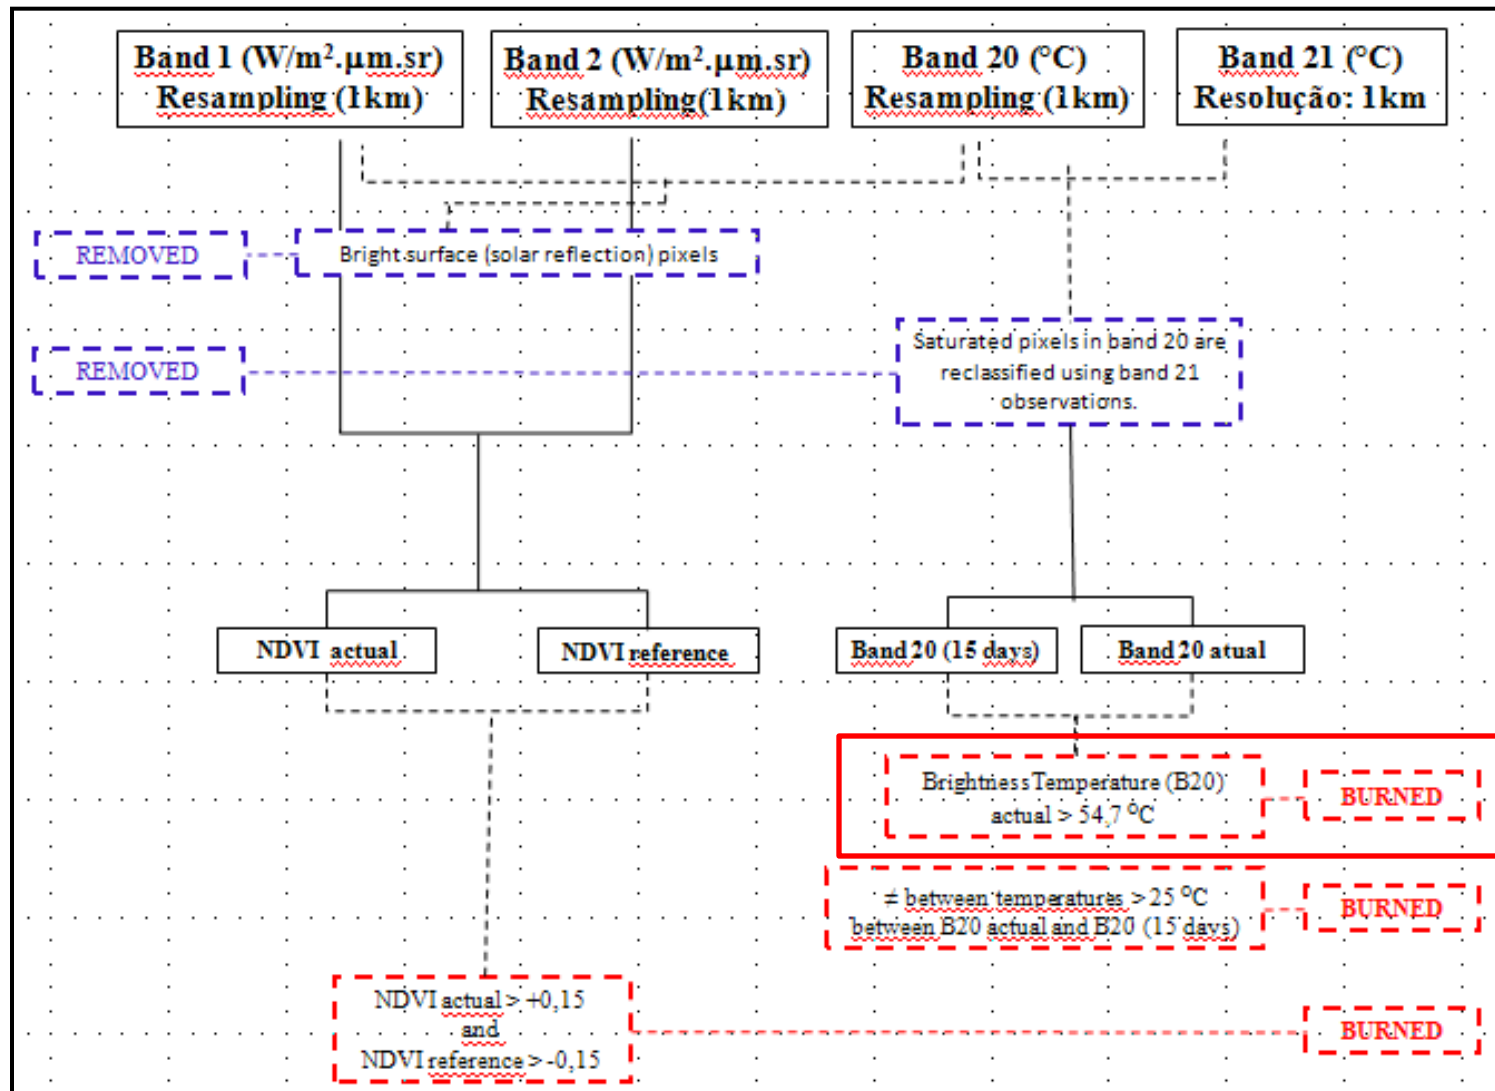 Band 1 (W/m².µm.sr)
Resampling (1km)
Band 2 (W/m².µm.sr)
Resampling(1km)
Band 20 (°C)
Resampling (1km)
Band 21 (°C)
Resolução: 1km
REMOVED
Bright surface (solar reflection) pixels
REMOVED
Saturated pixels in band 20 are
reclassified using band 21
observations.
NDVI actual
NDVI reference
Band 20 (15 days)
Band 20 atual
Brightness Temperature (B20)
actual > 54,7 °C
BURNED
≠ between temperatures > 25 °C
between B20 actual and B20 (15 days)
BURNED
NDVI actual > +0,15
and
NDVI reference > -0,15
BURNED